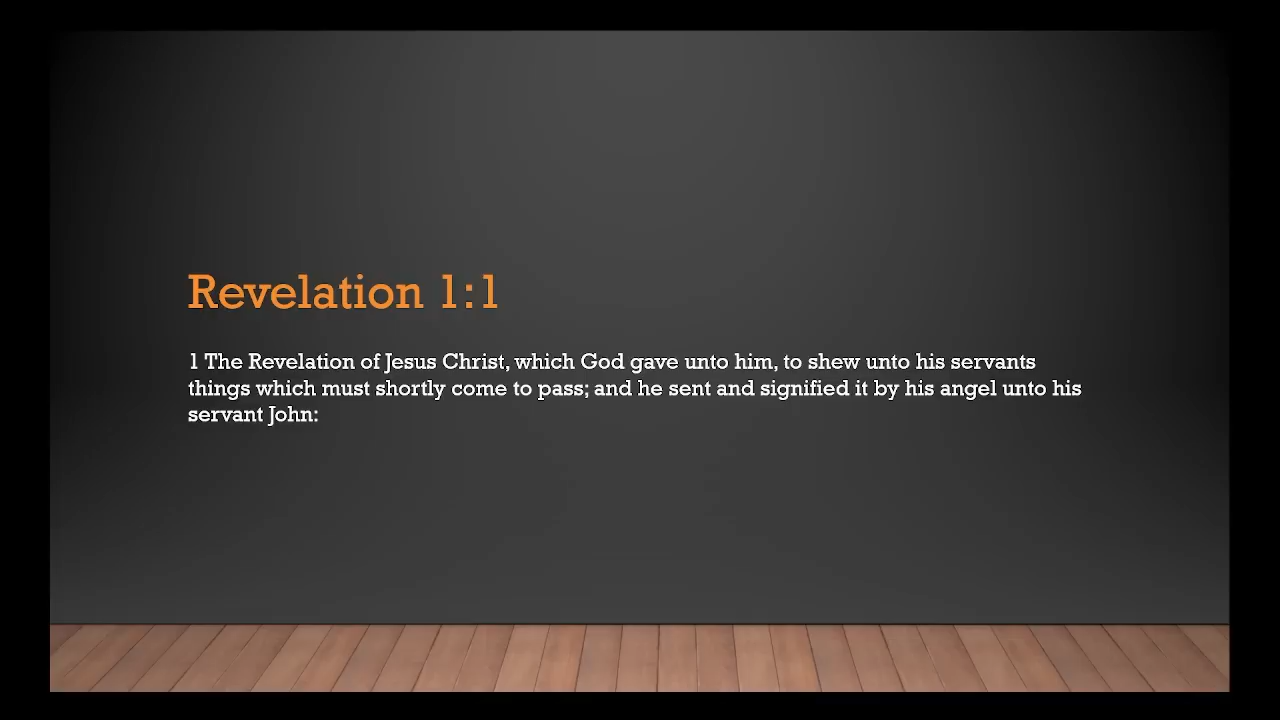 Revelation 1:1
1 The Revelation of Jesus Christ, which God gave unto him, to shew unto his servants
things which must shortly come to pass; and he sent and signified it by his angel unto his
servant John: